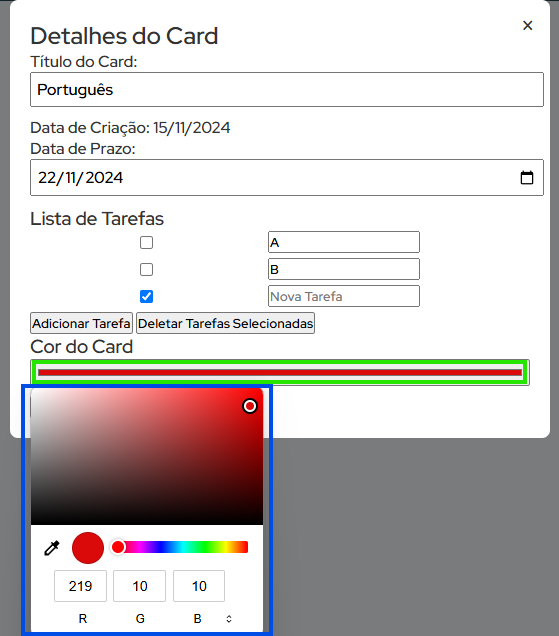 Detalhes do Card
×
Título do Card:
Português
Data de Criação: 15/11/2024
Data de Prazo:
22/11/2024
Lista de Tarefas
A
B
Nova Tarefa
Adicionar Tarefa Deletar Tarefas Selecionadas
Cor do Card
219 10 10
R G B